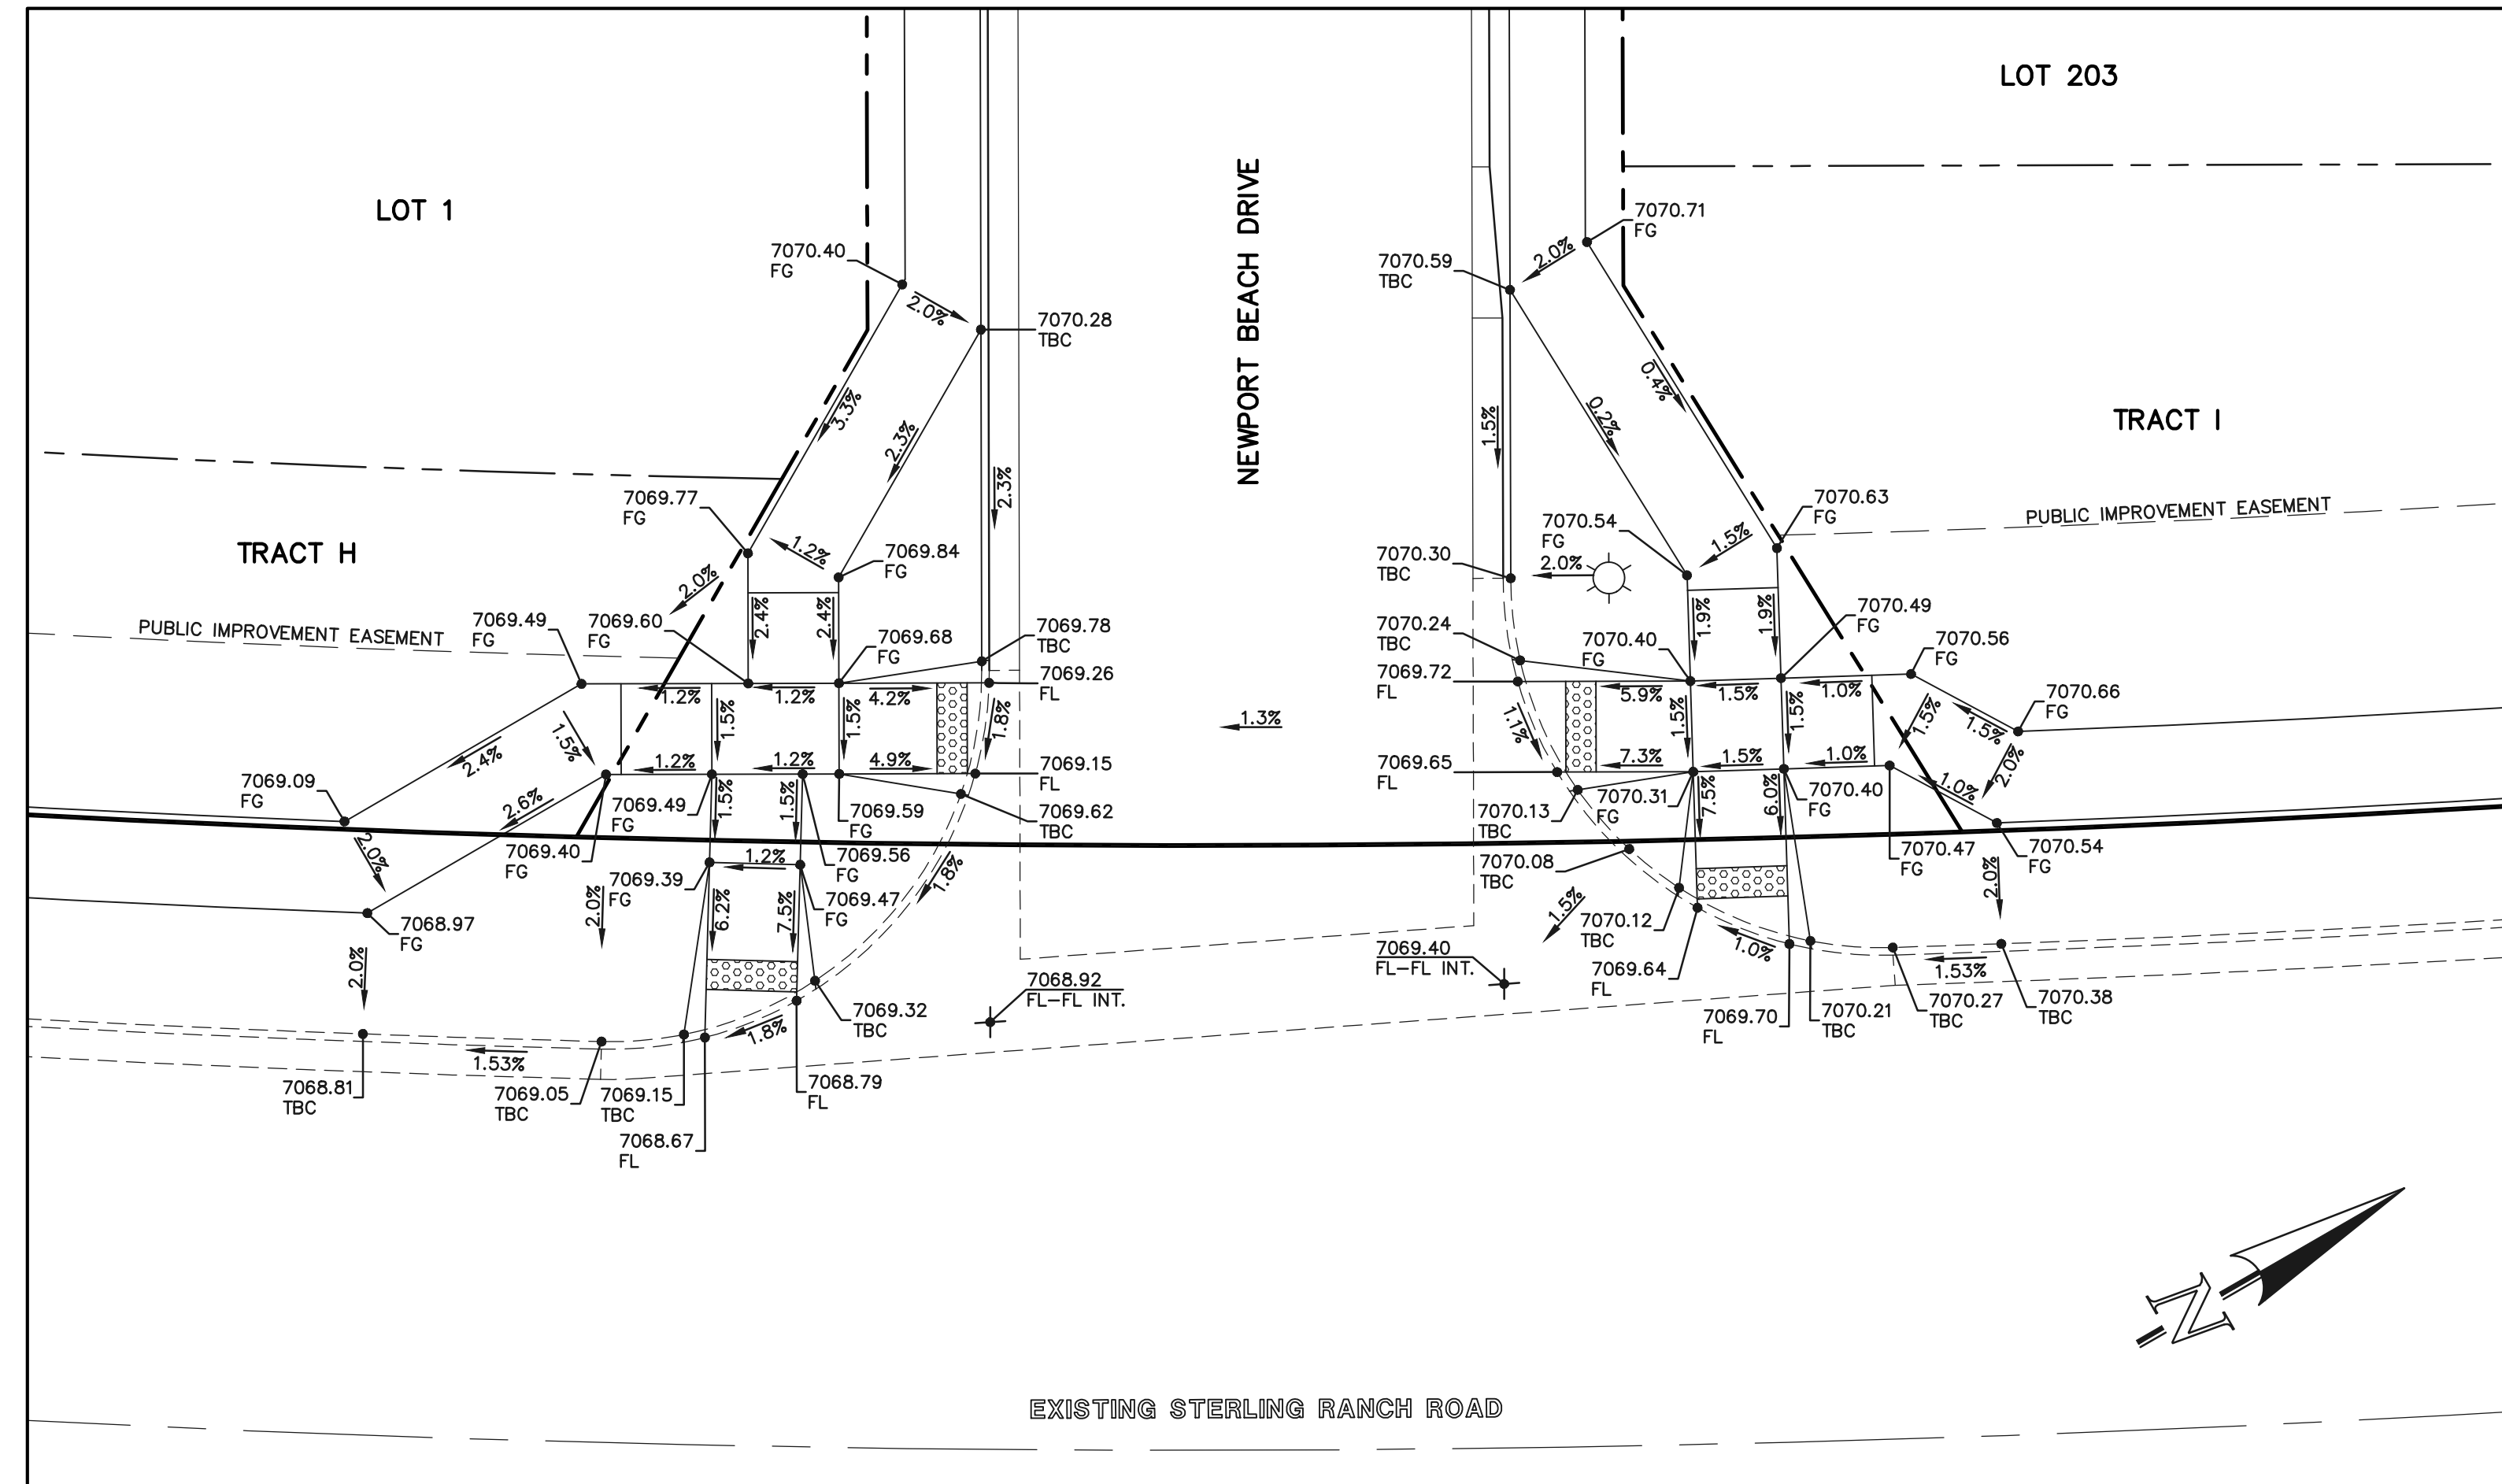 LOT 203
LOT 1
NEWPORT BEACH DRIVE
TRACT I
TRACT H
7070.40
FG
2.0%
7070.28
TBC
3.3%
2.3%
2.3%
7069.77
FG
1.2%
7069.84
FG
2.0%
PUBLIC IMPROVEMENT EASEMENT
7069.49
FG
7069.60
FG
2.4%
2.4%
7069.68
FG
7069.78
TBC
7069.26
FL
1.2%
1.2%
4.2%
1.5%
1.5%
1.5%
1.8%
2.4%
7069.09
FG
1.2%
1.2%
4.9%
7069.15
FL
2.6%
7069.49
FG
1.5%
1.5%
7069.59
FG
7069.62
TBC
2.0%
7069.40
FG
7069.56
FG
1.2%
7069.39
FG
7069.47
FG
1.8%
2.0%
7068.97
FG
6.2%
7.5%
2.0%
7068.92
FL-FL INT.
7069.32
TBC
1.8%
1.53%
7068.81
TBC
7069.05
TBC
7069.15
TBC
7068.79
FL
7068.67
FL
1.3%
7070.71
FG
2.0%
7070.59
TBC
0.4%
0.2%
1.5%
7070.63
FG
PUBLIC IMPROVEMENT EASEMENT
7070.54
FG
1.5%
7070.30
TBC
2.0%
1.9%
1.9%
7070.49
FG
7070.24
TBC
7070.40
FG
7070.56
FG
7069.72
FL
5.9%
1.5%
1.0%
7070.66
FG
1.1%
1.5%
1.5%
1.5%
1.5%
2.0%
7069.65
FL
7.3%
1.5%
1.0%
1.0%
7070.13
TBC
7070.31
FG
7.5%
6.0%
7070.40
FG
7070.47
FG
7070.54
FG
7070.08
TBC
2.0%
1.5%
7070.12
TBC
7069.40
FL-FL INT.
7069.64
FL
1.0%
1.53%
7069.70
FL
7070.21
TBC
7070.27
TBC
7070.38
TBC
N
EXISTING STERLING RANCH ROAD